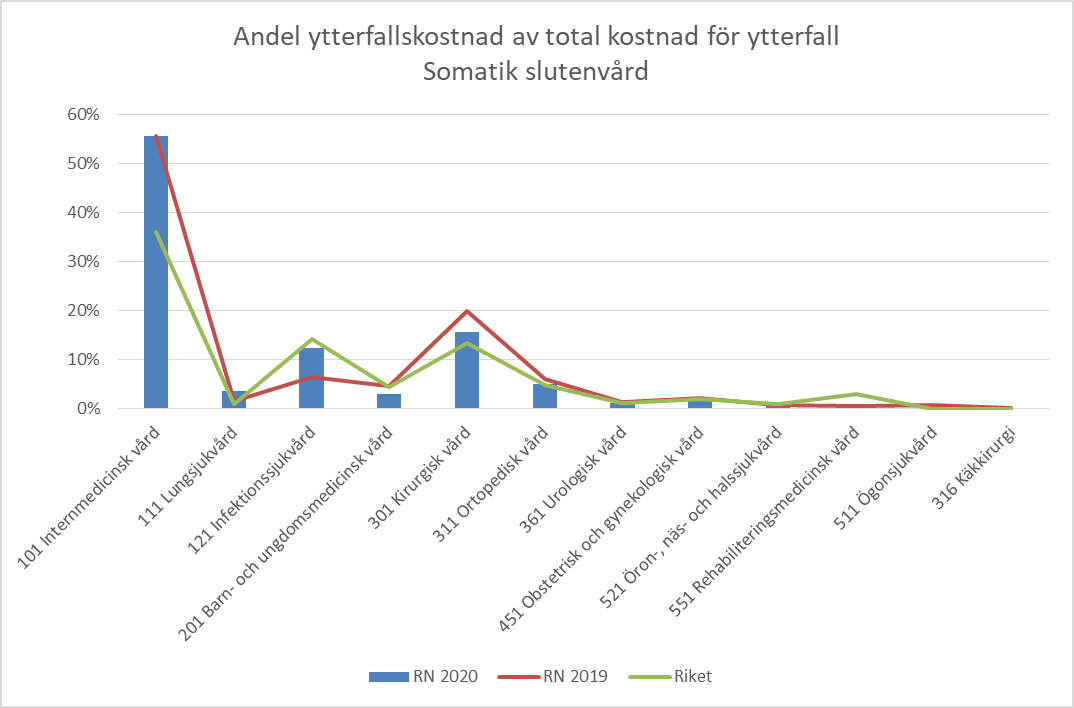 Andel ytterfallskostnad av total kostnad för ytterfall
Somatik slutenvård
60%
50%
40%
30%
20%
10%
0%
101 Internmedicinsk vård
111 Lungsjukvård
121 Infektionssjukvård
201 Barn- och ungdomsmedicinsk vård
301 Kirurgisk vård
311 Ortopedisk vård
361 Urologisk vård
451 Obstetrisk och gynekologisk vård
521 Öron-, näs- och halssjukvård
551 Rehabiliteringsmedicinsk vård
511 Ögonsjukvård
316 Käkkirurgi
RN 2020 RN 2019 Riket